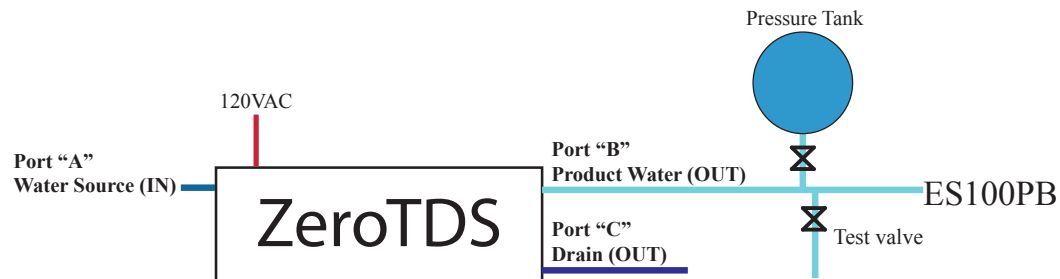 Pressure Tank
120VAC
Port “A”
Water Source (IN)
Port “B”
Product Water (OUT)
ES100PB
ZeroTDS
Port “C”
Drain (OUT)
Test valve